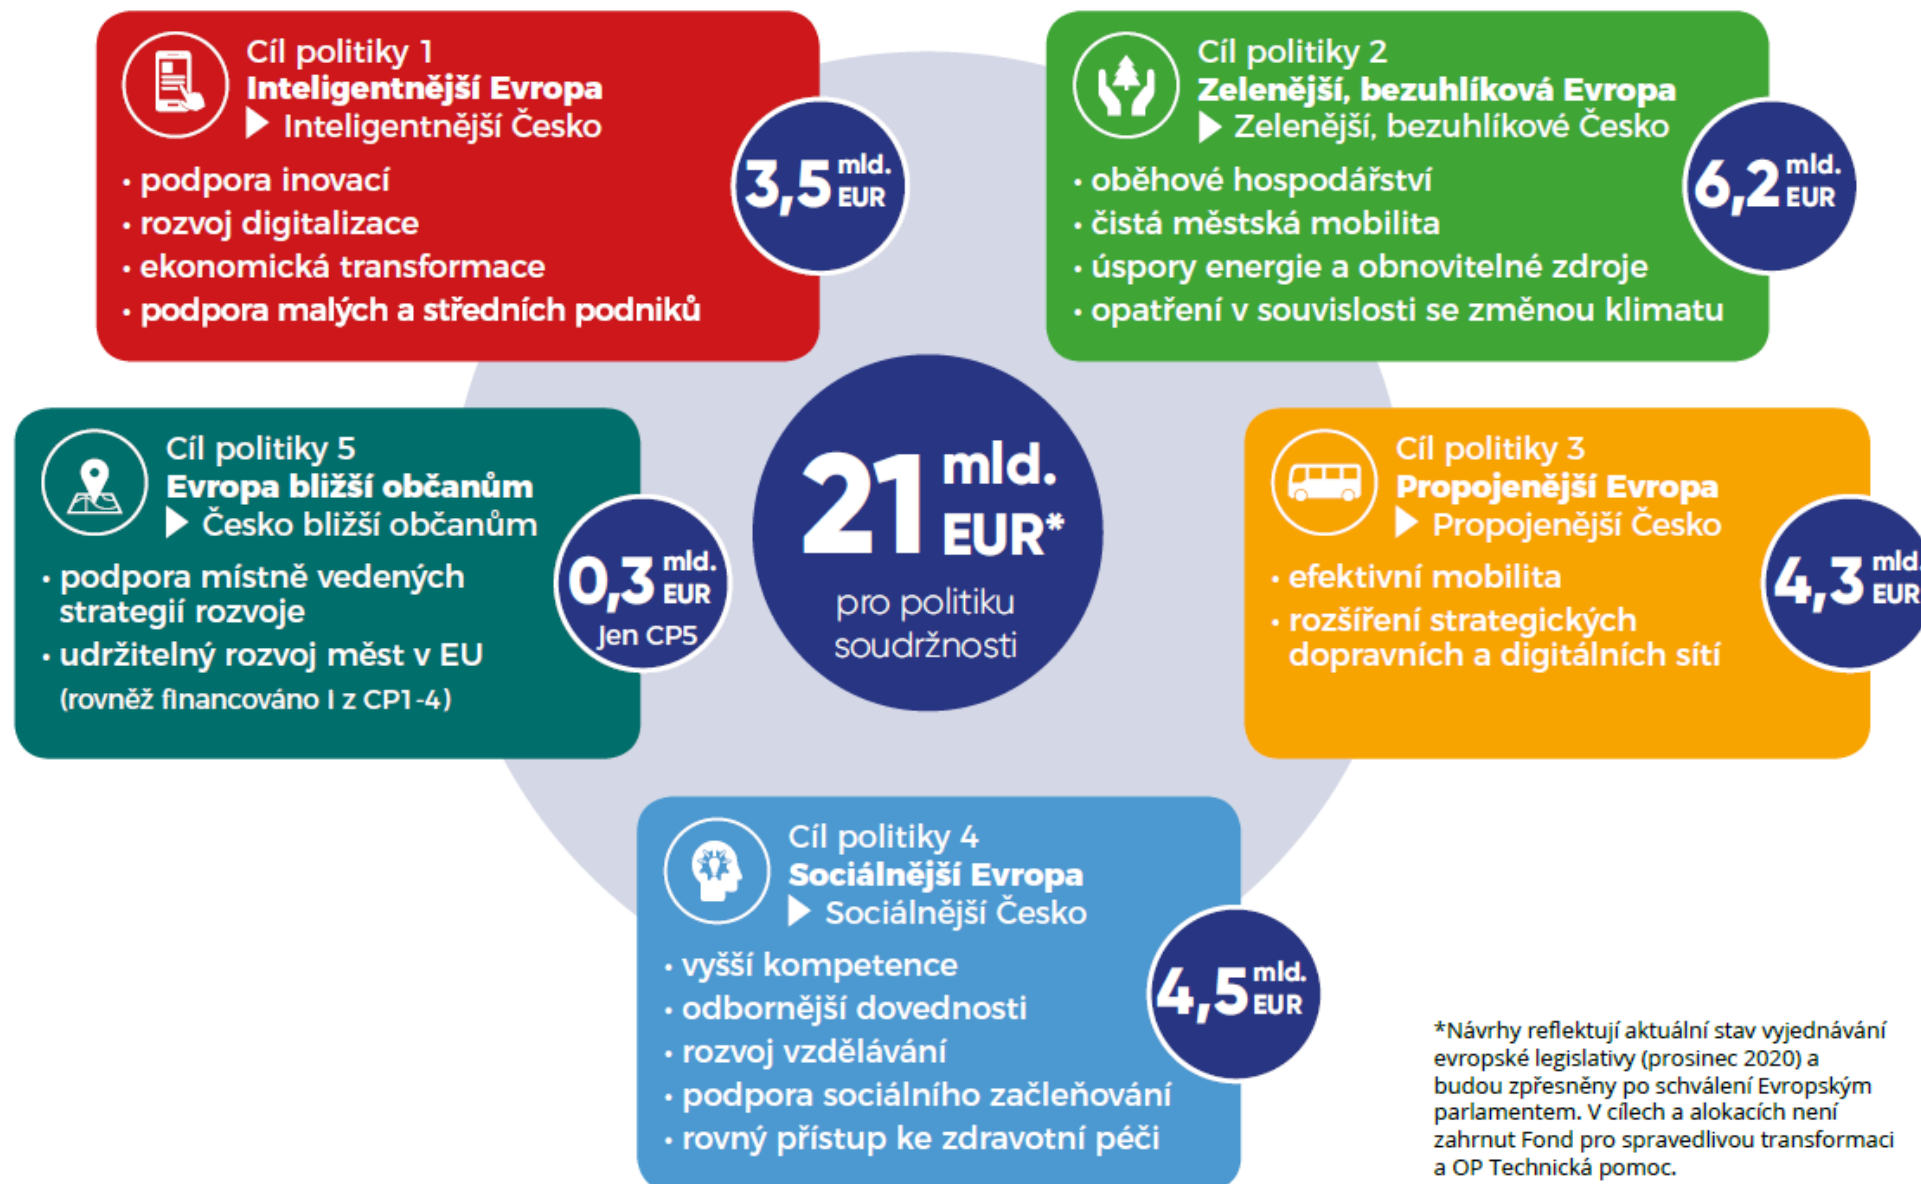 Cíl politiky 1
Inteligentnější Evropa
Inteligentnější Česko
• podpora inovací
• rozvoj digitalizace
• ekonomická transformace
• podpora malých a středních podniků
3,5 mld. EUR
Cíl politiky 2
Zelenější, bezuhlíková Evropa
Zelenější, bezuhlíkové Česko
• oběhové hospodářství
• čistá městská mobilita
• úspory energie a obnovitelné zdroje
• opatření v souvislosti se změnou klimatu
6,2 mld. EUR
Cíl politiky 5
Evropa bližší občanům
Česko bližší občanům
• podpora místně vedených
strategií rozvoje
• udržitelný rozvoj měst v EU
(rovněž financováno I z CP1-4)
0,3 mld. EUR
Jen CP5
21 mld. EUR*
pro politiku
soudržnosti
Cíl politiky 3
Propojenější Evropa
Propojenější Česko
• efektivní mobilita
• rozšíření strategických
dopravních a digitálních sítí
4,3 mld. EUR
Cíl politiky 4
Sociálnější Evropa
Sociálnější Česko
• vyšší kompetence
• odbornější dovednosti
• rozvoj vzdělávání
• podpora sociálního začleňování
• rovný přístup ke zdravotní péči
4,5 mld. EUR
*Návrhy reflektují aktuální stav vyjednávání
evropské legislativy (prosinec 2020) a
budou zpřesněny po schválení Evropským
parlamentem. V cílech a alokacích není
zahrnut Fond pro spravedlivou transformaci
a OP Technická pomoc.